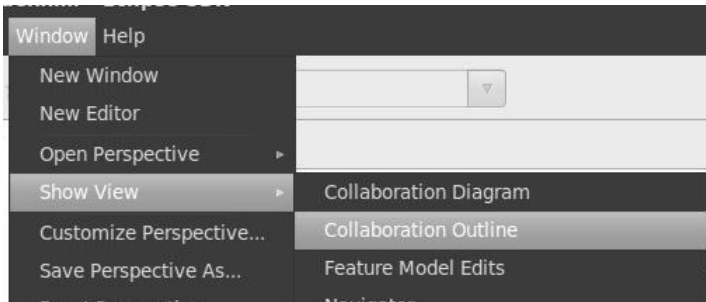 Window Help
New Window
New Editor
Open Perspective
Show View
Collaboration Diagram
Customize Perspective...
Collaboration Outline
Save Perspective As...
Feature Model Edits